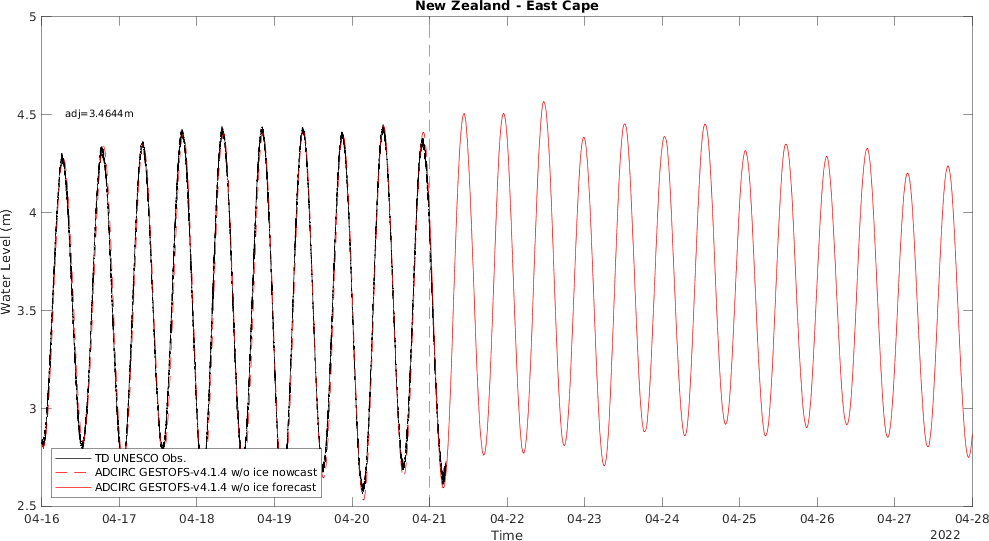 New Zealand - East Cape
adj=3.4644m
Water Level (m)
5
4.5
4
3.5
3
2.5
TD UNESCO Obs.
ADCIRC GESTOFS-v4.1.4 w/o ice nowcast
ADCIRC GESTOFS-v4.1.4 w/o ice forecast
04-16 04-17 04-18 04-19 04-20 04-21 04-22 04-23 04-24 04-25 04-26 04-27 04-28
Time
2022